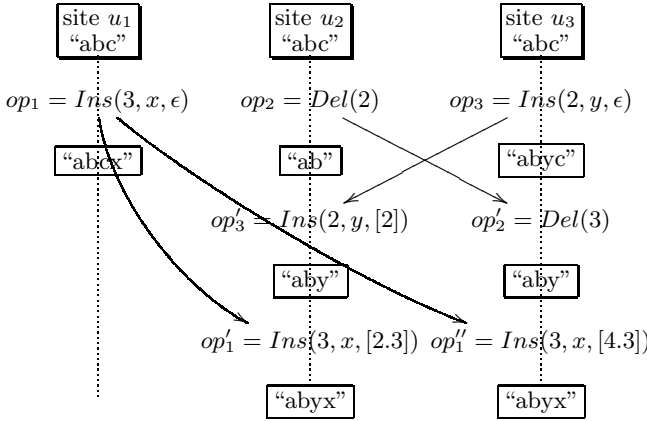 site u1 site u2 site u3
“abc” “abc” “abc”
op1 = Ins(3, x, ϵ) op2 = Del(2) op3 = Ins(2, y, ϵ)
“abcx” “ab” “abyc”
op′3 = Ins(2, y, [2]) op′2 = Del(3)
“aby” “aby”
op′1 = Ins(3, x, [2.3]) op′′1 = Ins(3, x, [4.3])
“abyx” “abyx”